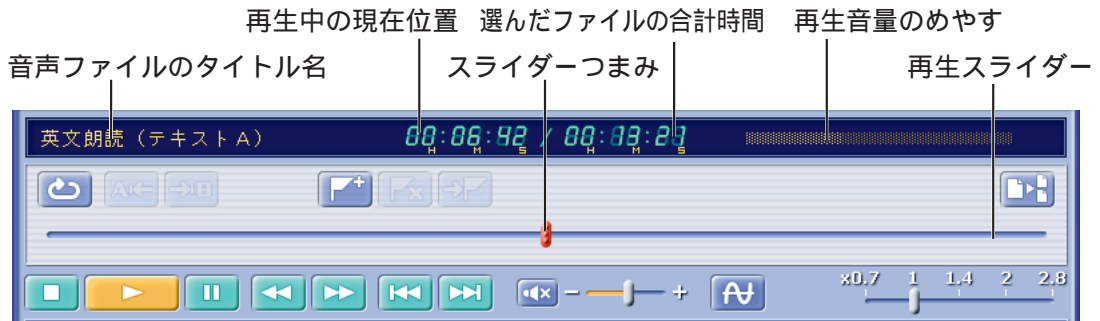 再生中の現在位置 選んだファイルの合計時間 再生音量のめやす
音声ファイルのタイトル名 スライダーつまみ 再生スライダー
英文朗読（テキストA） 00:06:42 /
H M S H M S
A B
- + x0.7 1 1.4 2 2.8